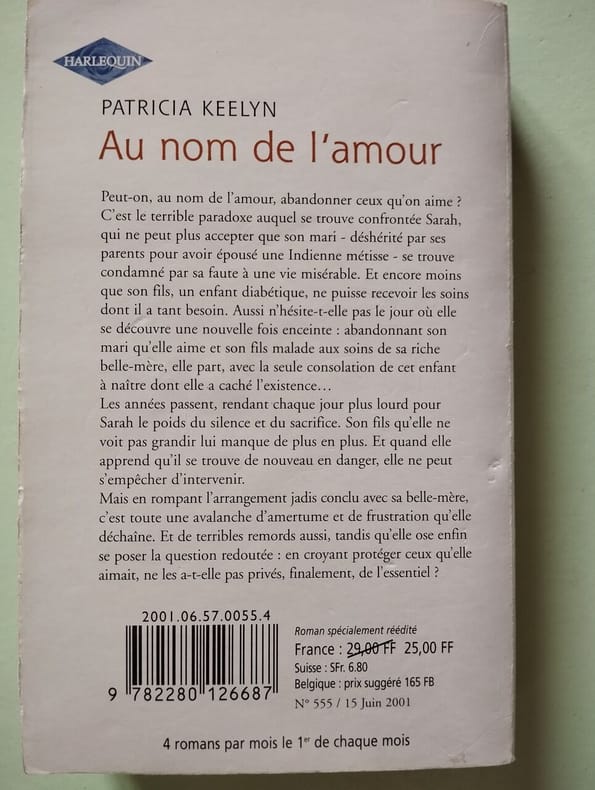 HARLEQUIN
PATRICIA KEELYN
Au nom de l'amour
Peut-on, au nom de l'amour, abandonner ceux qu'on aime ?
C'est le terrible paradoxe auquel se trouve confrontée Sarah,
qui ne peut plus accepter que son mari - déshérité par ses
parents pour avoir épousé une Indienne métisse - se trouve
condamné par sa faute à une vie misérable. Et encore moins
que son fils, un enfant diabétique, ne puisse recevoir les soins
dont il a tant besoin. Aussi n'hésite-t-elle pas le jour où elle
se découvre une nouvelle fois enceinte : abandonnant son
mari qu'elle aime et son fils malade aux soins de sa riche
belle-mère, elle part, avec la seule consolation de cet enfant
à naître dont elle a caché l'existence…
Les années passent, rendant chaque jour plus lourd pour
Sarah le poids du silence et du sacrifice. Son fils qu'elle ne
voit pas grandir lui manque de plus en plus. Et quand elle
apprend qu'il se trouve de nouveau en danger, elle ne peut
s'empêcher d'intervenir.
Mais en rompant l'arrangement jadis conclu avec sa belle-mère,
c'est toute une avalanche d'amertume et de frustration qu'elle
déchaîne. Et de terribles remords aussi, tandis qu'elle ose enfin
se poser la question redoutée : en croyant protéger ceux qu'elle
aimait, ne les a-t-elle pas privés, finalement, de l'essentiel ?
2001.06.57.0055.4
9 782280 126687
Roman spécialement réédité
France : 29,00 FF 25,00 FF
Suisse : SFr. 6.80
Belgique : prix suggéré 165 FB
N° 555 / 15 Juin 2001
4 romans par mois le 1er de chaque mois